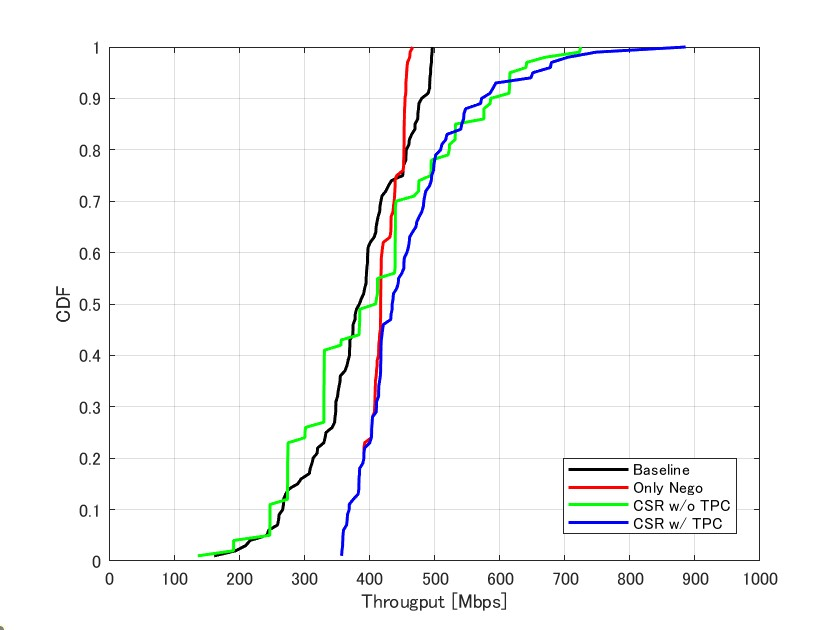 1
0.9
0.8
0.7
0.6
0.5
0.4
0.3
0.2
0.1
0
CDF
Baseline
Only Nego
CSR w/o TPC
CSR w/ TPC
0 100 200 300 400 500 600 700 800 900 1000
Througput [Mbps]